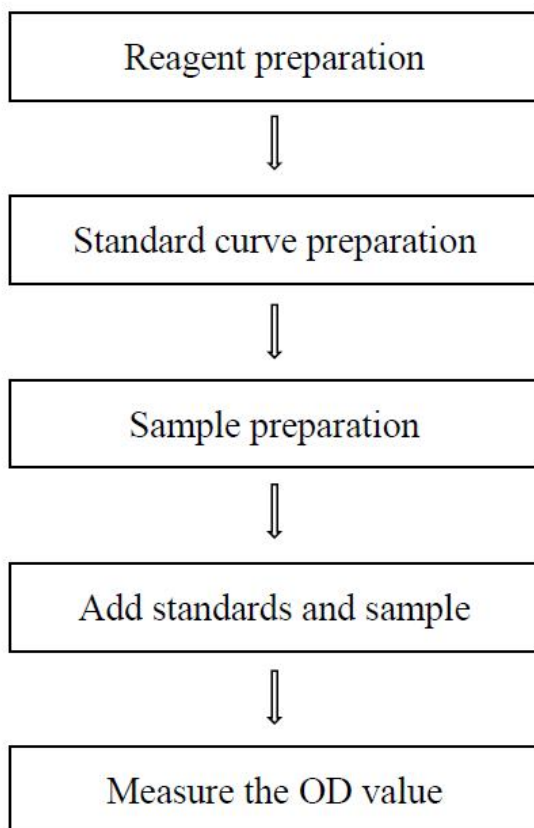 Reagent preparation
Standard curve preparation
Sample preparation
Add standards and sample
Measure the OD value